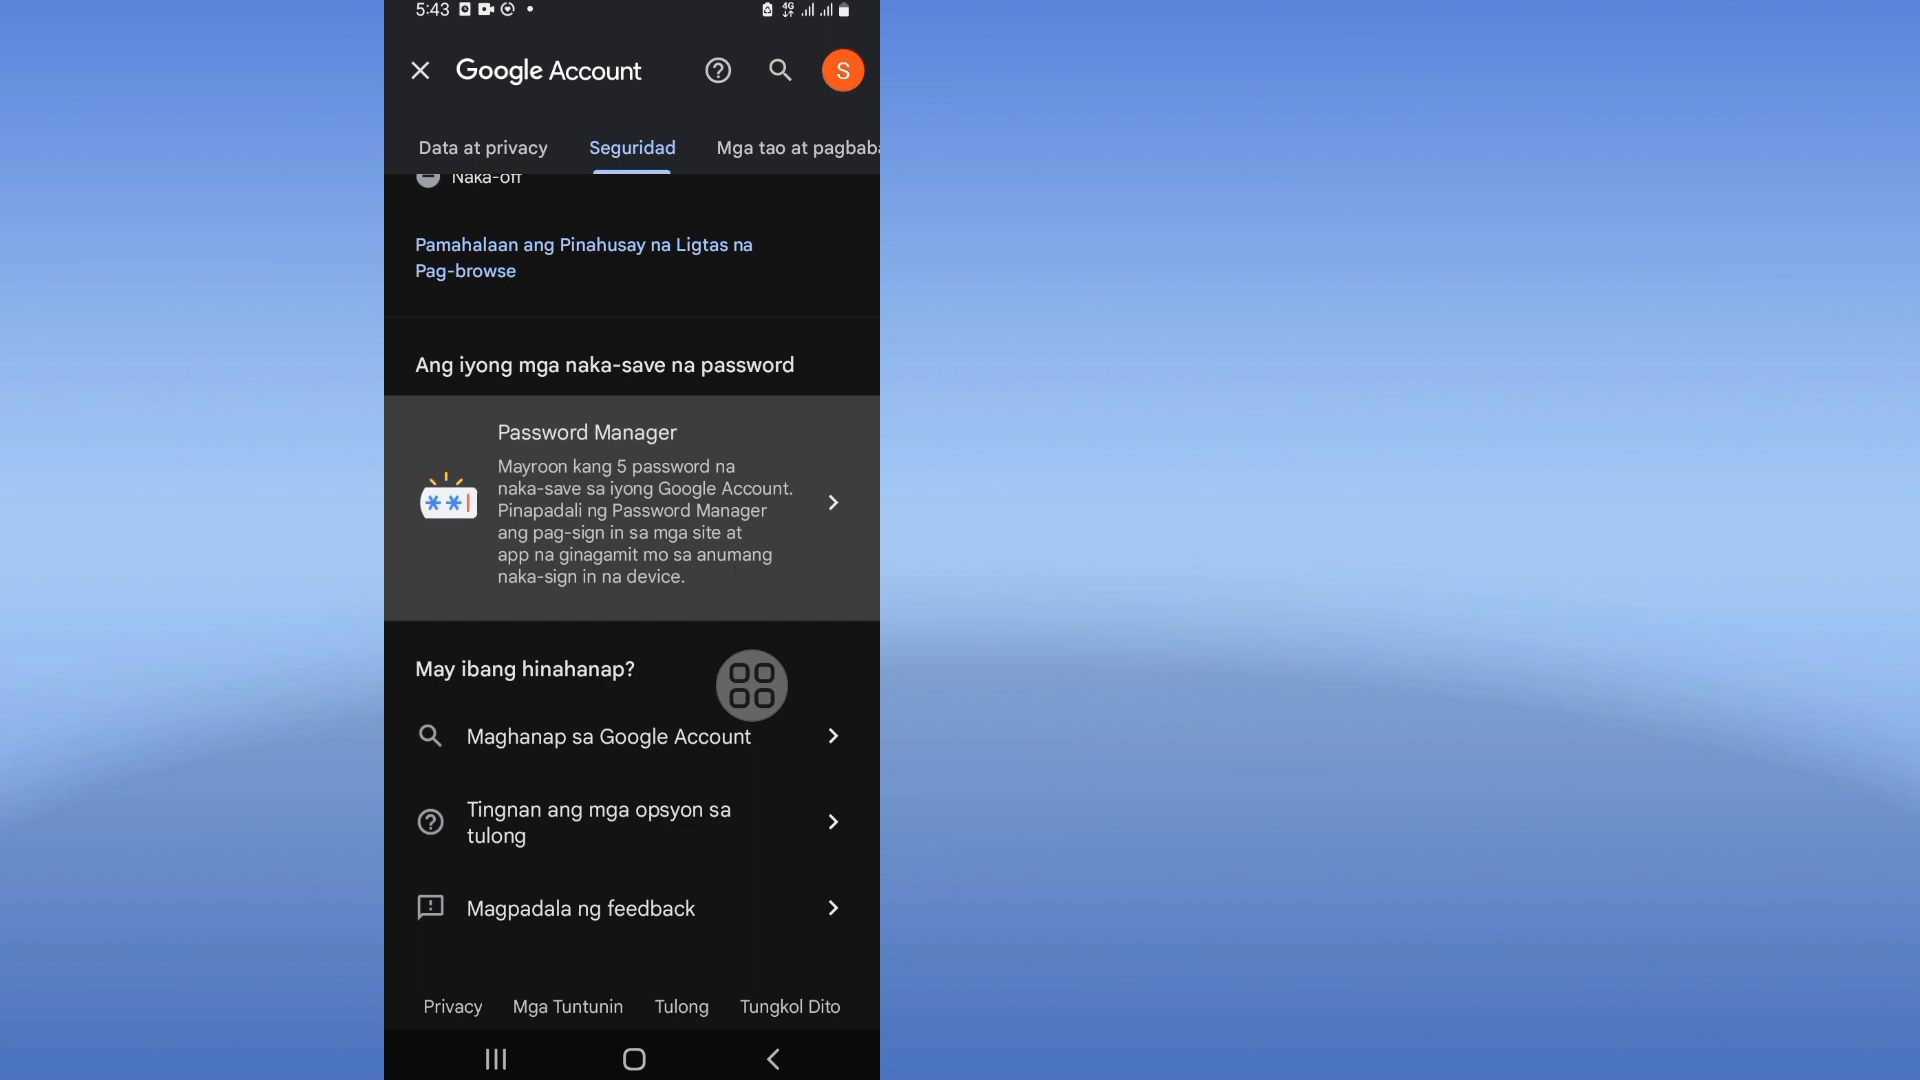 5:43
4G
Google Account
S
Data at privacy
Seguridad
Mga tao at pagbaba
Naka-off
Pamahalaan ang Pinahusay na Ligtas na
Pag-browse
Ang iyong mga naka-save na password
Password Manager
Mayroon kang 5 password na
naka-save sa iyong Google Account.
Pinapadali ng Password Manager
ang pag-sign in sa mga site at
app na ginagamit mo sa anumang
naka-sign in na device.
May ibang hinahanap?
Maghanap sa Google Account
Tingnan ang mga opsyon sa
tulong
Magpadala ng feedback
Privacy
Mga Tuntunin
Tulong
Tungkol Dito